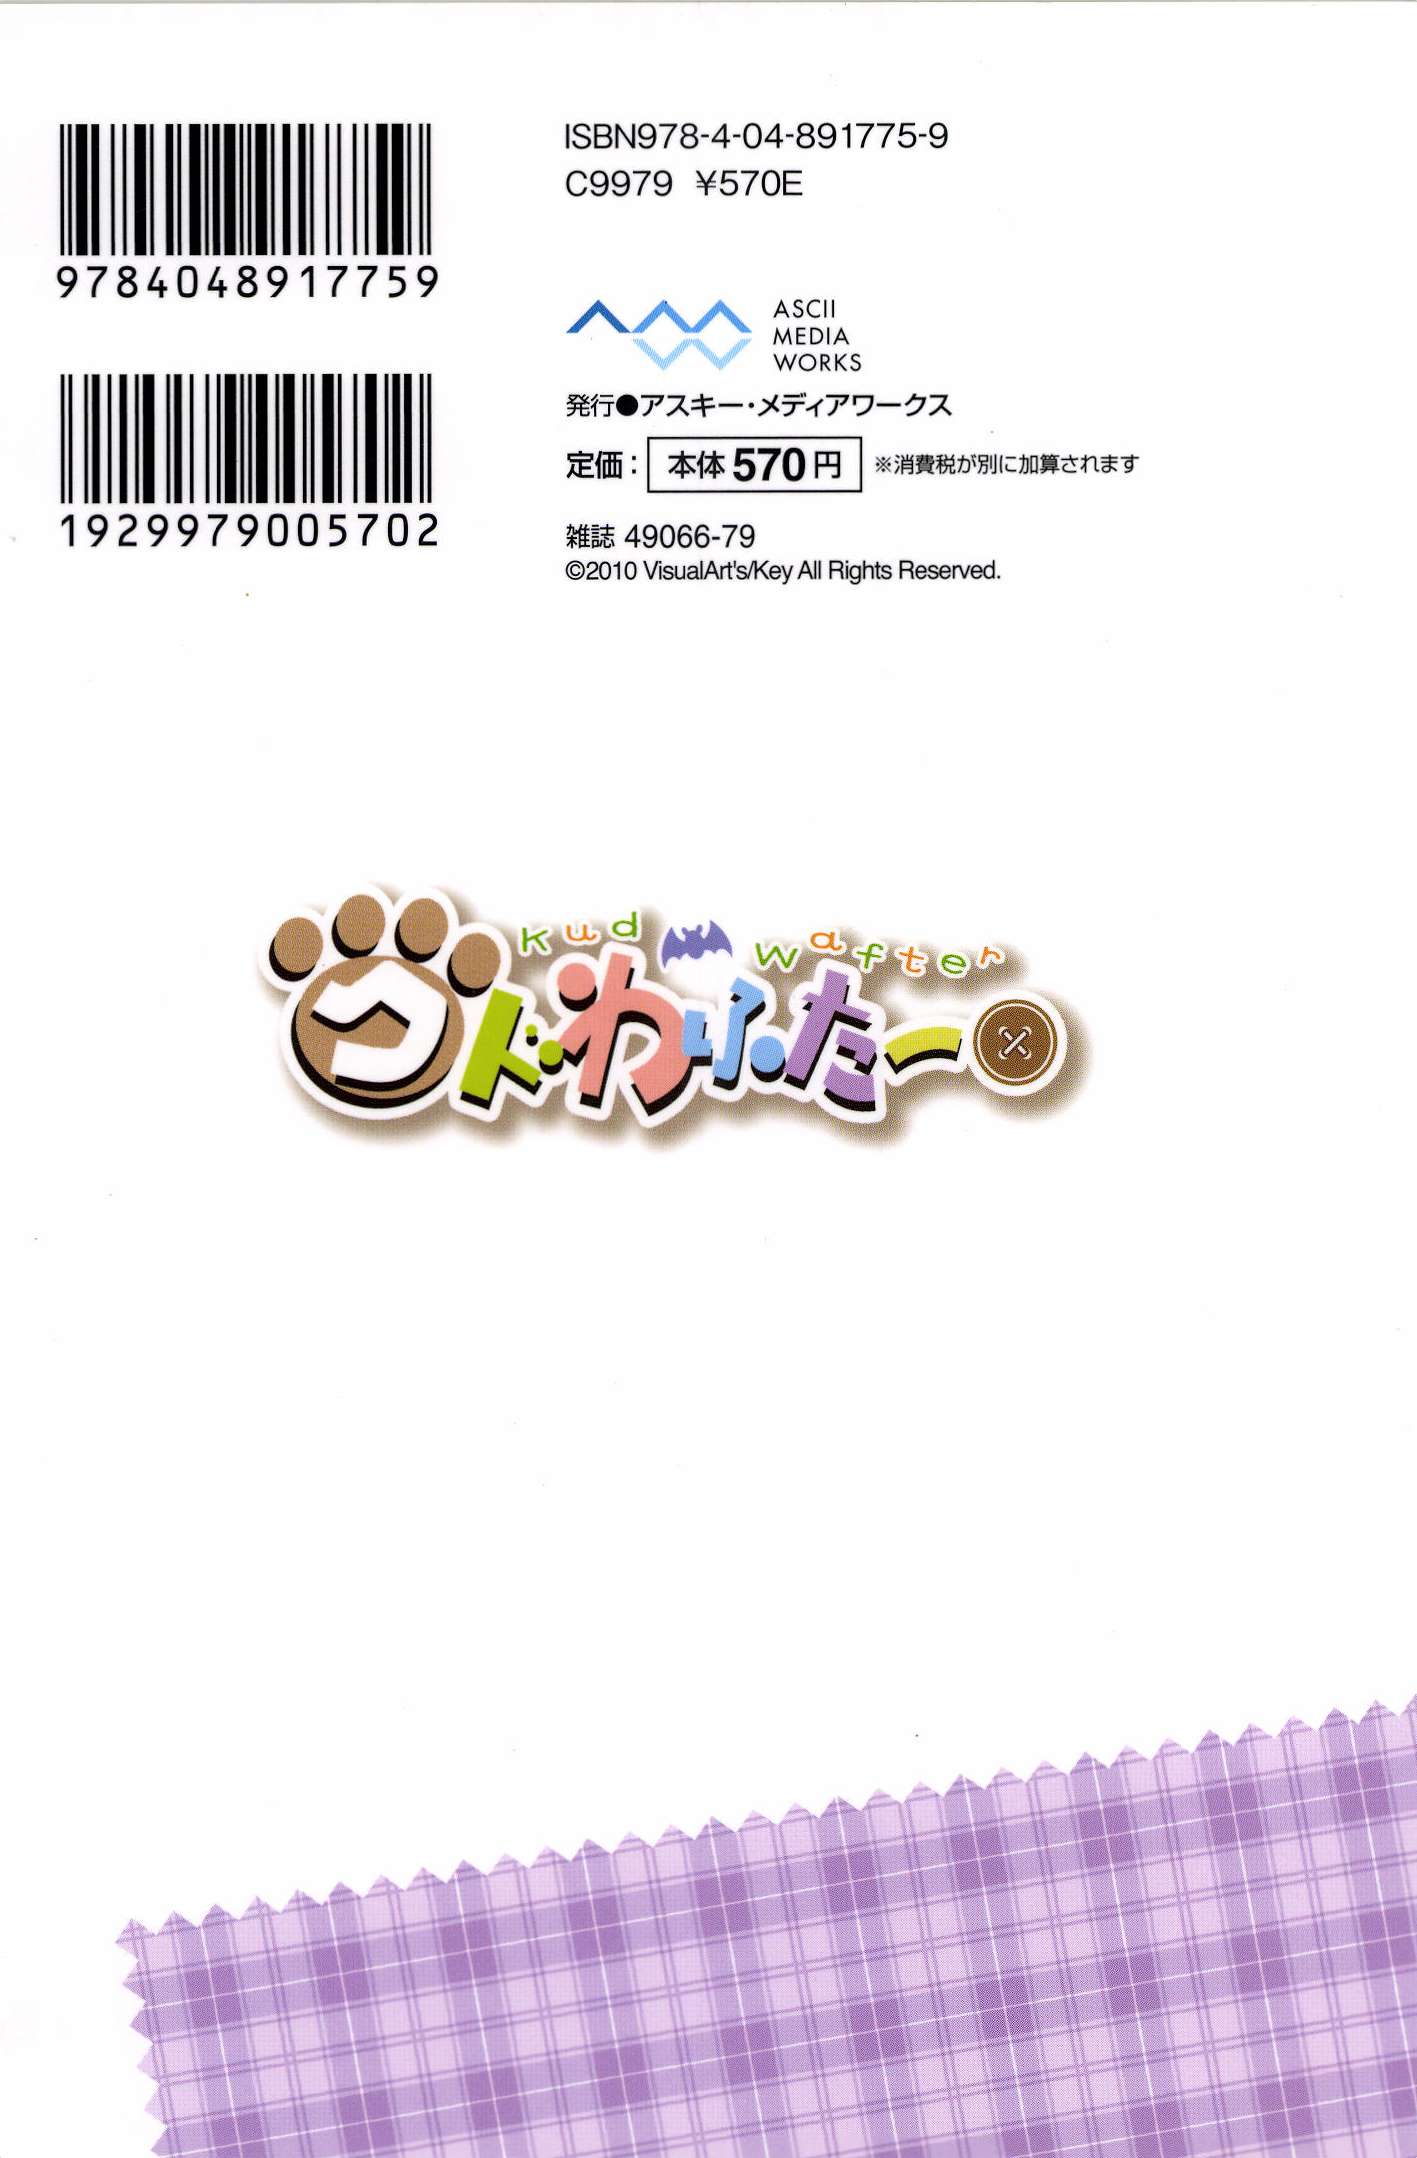 9784048917759
1929979005702
ISBN978-4-04-891775-9
C9979 ¥570E
ASCII
MEDIA
WORKS
発行●アスキー・メディアワークス
定価：本体570円 ※消費税が別に加算されます
雑誌 49066-79
©2010 VisualArt's/Key All Rights Reserved.
kud wafter
クドわふたー